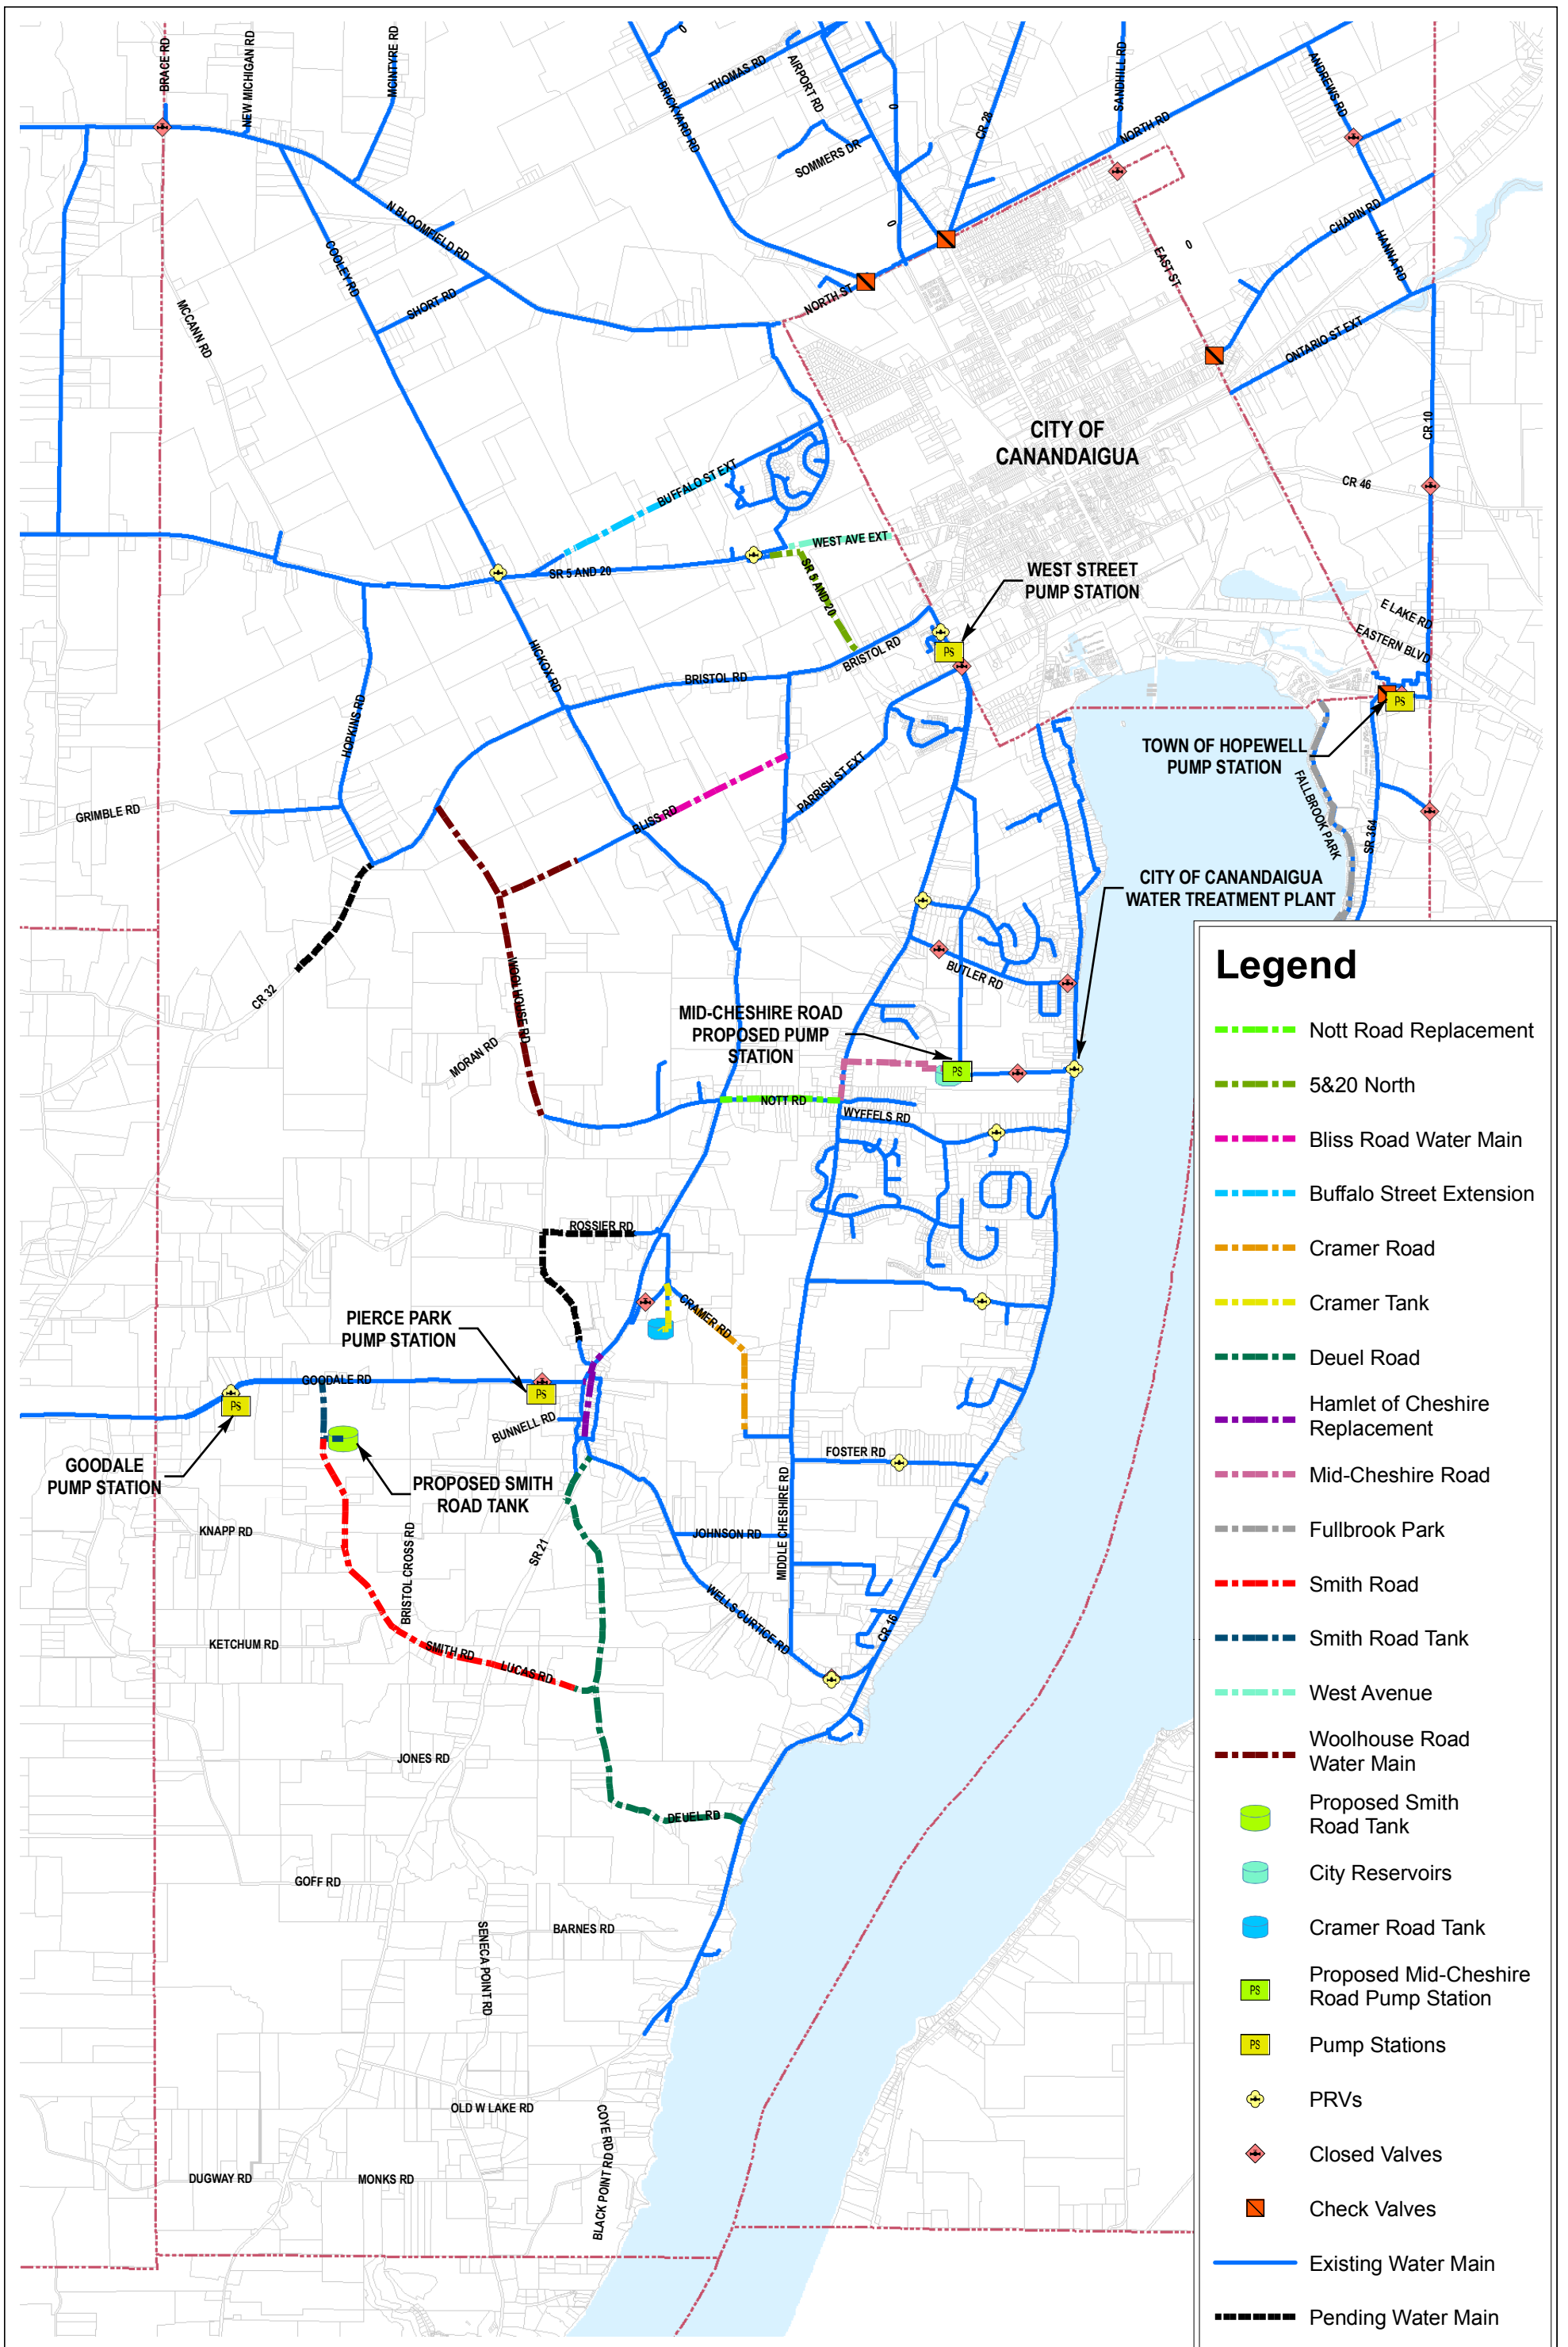 BRACE RD
NEW MICHIGAN RD
MCINTYRE RD
BRICKYARD RD
THOMAS RD
AIRPORT RD
SOMMERS DR
CR 28
SANDHILL RD
NORTH RD
ANDREWS RD
0
0
0
0
N BLOOMFIELD RD
COOLEY RD
SHORT RD
MCCANN RD
NORTH ST
EAST ST
CHAPIN RD
HANNA RD
ONTARIO ST EXT
CR 10
CITY OF
CANANDAIGUA
CR 46
BUFFALO ST EXT
WEST AVE EXT
SR 5 AND 20
SR 5 AND 20
WEST STREET
PUMP STATION
PS
E LAKE RD
EASTERN BLVD
HICKOX RD
BRISTOL RD
BRISTOL RD
HOPKINS RD
PS
TOWN OF HOPEWELL
PUMP STATION
FALLBROOK PARK
SR 364
GRIMBLE RD
BLISS RD
PARRISH ST EXT
CITY OF CANANDAIGUA
WATER TREATMENT PLANT
CR 32
WOOLHOUSE RD
BUTLER RD
MID-CHESHIRE ROAD
PROPOSED PUMP
STATION
PS
MORAN RD
NOTT RD
WYFFELS RD
ROSSIER RD
CRAMER RD
PIERCE PARK
PUMP STATION
GOODALE RD
PS
PS
BUNNELL RD
GOODALE
PUMP STATION
PROPOSED SMITH
ROAD TANK
FOSTER RD
KNAPP RD
BRISTOL CROSS RD
SR 21
JOHNSON RD
MIDDLE CHESHIRE RD
WELLS CURTICE RD
CR 16
KETCHUM RD
SMITH RD
LUCAS RD
JONES RD
DEUEL RD
GOFF RD
SENECA POINT RD
BARNES RD
OLD W LAKE RD
COYE RD
BLACK POINT RD
DUGWAY RD
MONKS RD
Legend
Nott Road Replacement
5&20 North
Bliss Road Water Main
Buffalo Street Extension
Cramer Road
Cramer Tank
Deuel Road
Hamlet of Cheshire
Replacement
Mid-Cheshire Road
Fullbrook Park
Smith Road
Smith Road Tank
West Avenue
Woolhouse Road
Water Main
Proposed Smith
Road Tank
City Reservoirs
Cramer Road Tank
PS
Proposed Mid-Cheshire
Road Pump Station
PS
Pump Stations
PRVs
Closed Valves
Check Valves
Existing Water Main
Pending Water Main